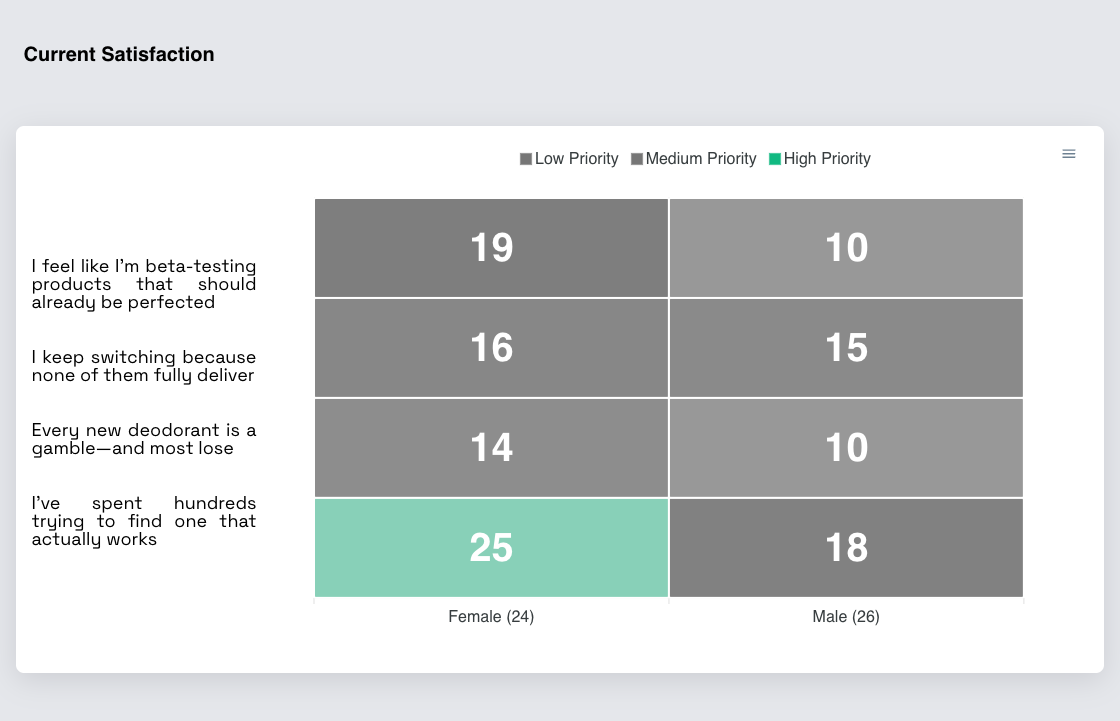 Current Satisfaction
Low Priority Medium Priority High Priority
I feel like I'm beta-testing
products that should
already be perfected
19 10
I keep switching because
none of them fully deliver
16 15
Every new deodorant is a
gamble—and most lose
14 10
I've spent hundreds
trying to find one that
actually works
25 18
Female (24) Male (26)